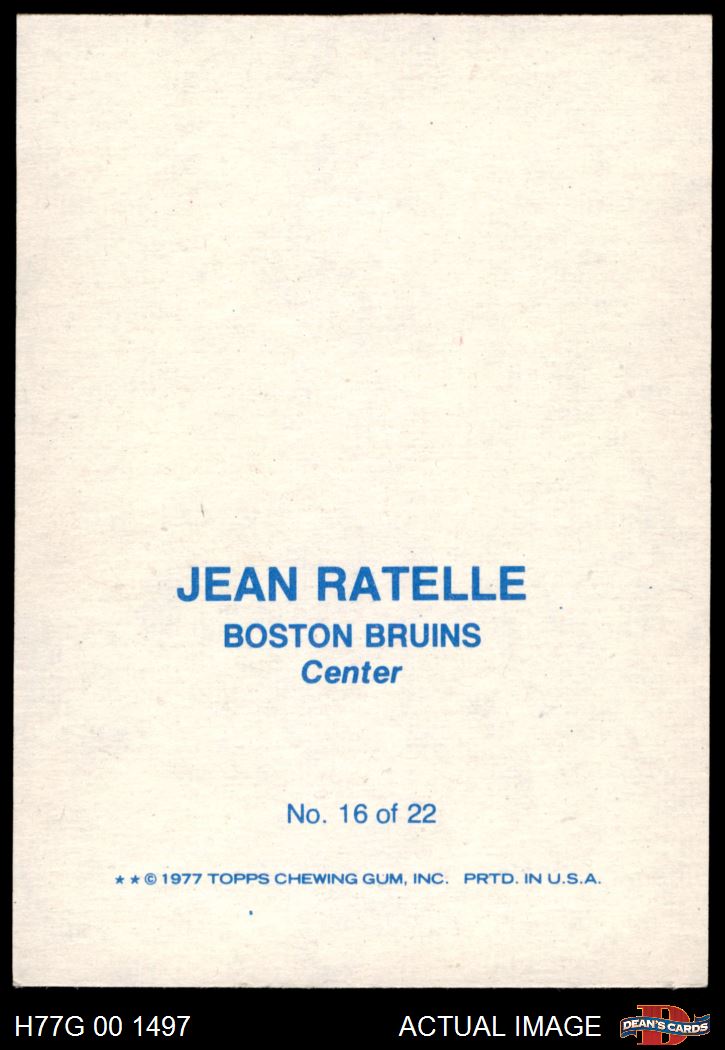 JEAN RATELLE
BOSTON BRUINS
Center
No. 16 of 22
★ ★ © 1977 TOPPS CHEWING GUM, INC. PRTD. IN U.S.A.
H77G 00 1497 ACTUAL IMAGE
D
DEAN'S CARDS